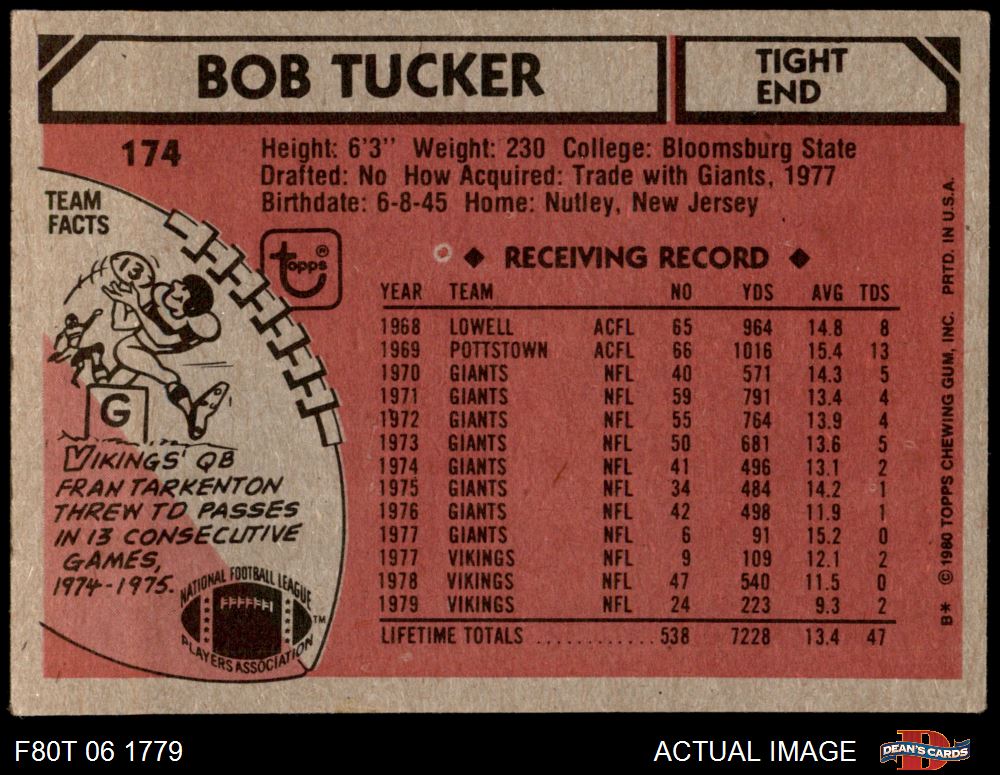 BOB TUCKER
TIGHT
END
174
Height: 6'3" Weight: 230 College: Bloomsburg State
Drafted: No How Acquired: Trade with Giants, 1977
Birthdate: 6-8-45 Home: Nutley, New Jersey
TEAM
FACTS
13
G
VIKINGS' QB
FRAN TARKENTON
THREW TD PASSES
IN 13 CONSECUTIVE
GAMES,
1974-1975.
NATIONAL FOOTBALL LEAGUE
PLAYERS ASSOCIATION ™
topps ®
◆ RECEIVING RECORD ◆
YEAR TEAM NO YDS AVG TDS
1968 LOWELL ACFL 65 964 14.8 8
1969 POTTSTOWN ACFL 66 1016 15.4 13
1970 GIANTS NFL 40 571 14.3 5
1971 GIANTS NFL 59 791 13.4 4
1972 GIANTS NFL 55 764 13.9 4
1973 GIANTS NFL 50 681 13.6 5
1974 GIANTS NFL 41 496 13.1 2
1975 GIANTS NFL 34 484 14.2 1
1976 GIANTS NFL 42 498 11.9 1
1977 GIANTS NFL 6 91 15.2 0
1977 VIKINGS NFL 9 109 12.1 2
1978 VIKINGS NFL 47 540 11.5 0
1979 VIKINGS NFL 24 223 9.3 2
LIFETIME TOTALS ............ 538 7228 13.4 47
B* © 1980 TOPPS CHEWING GUM, INC. PRTD. IN U.S.A.
F80T 06 1779
ACTUAL IMAGE
D
DEAN'S CARDS